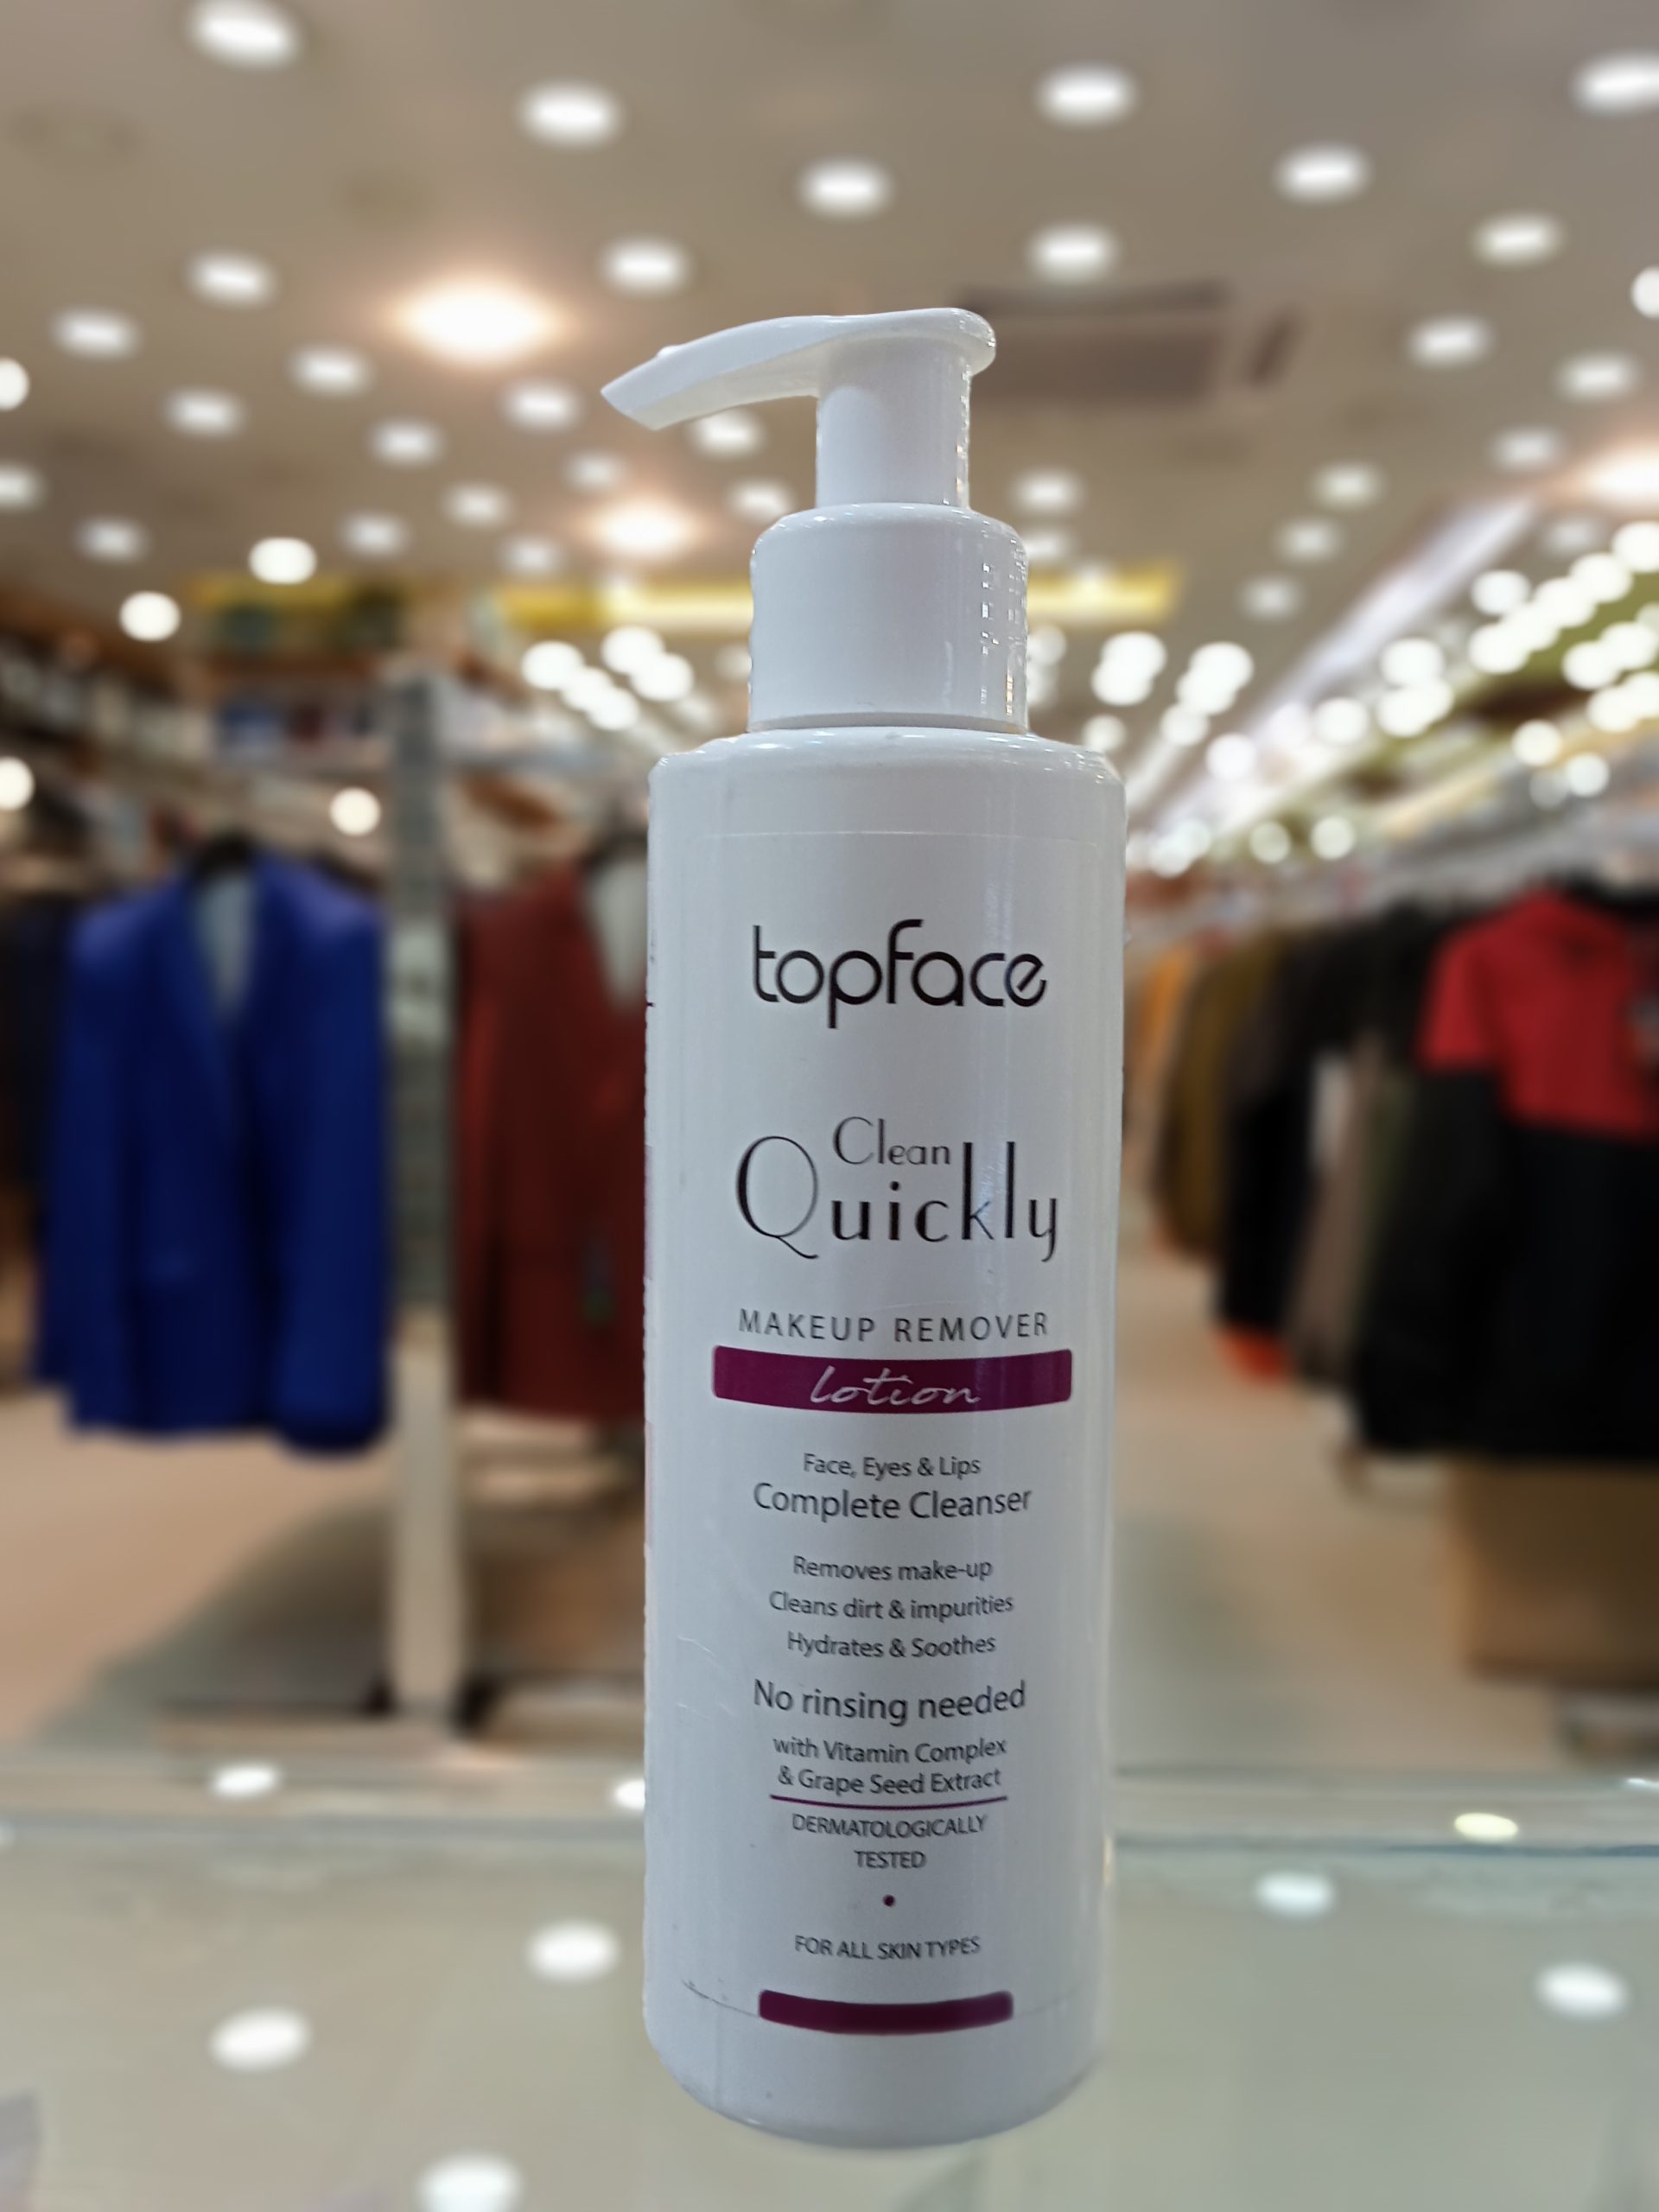 topface
Clean
Quickly
MAKEUP REMOVER
lotion
Face, Eyes & Lips
Complete Cleanser
Removes make-up
Cleans dirt & impurities
Hydrates & Soothes
No rinsing needed
with Vitamin Complex
& Grape Seed Extract
DERMATOLOGICALLY
TESTED
FOR ALL SKIN TYPES